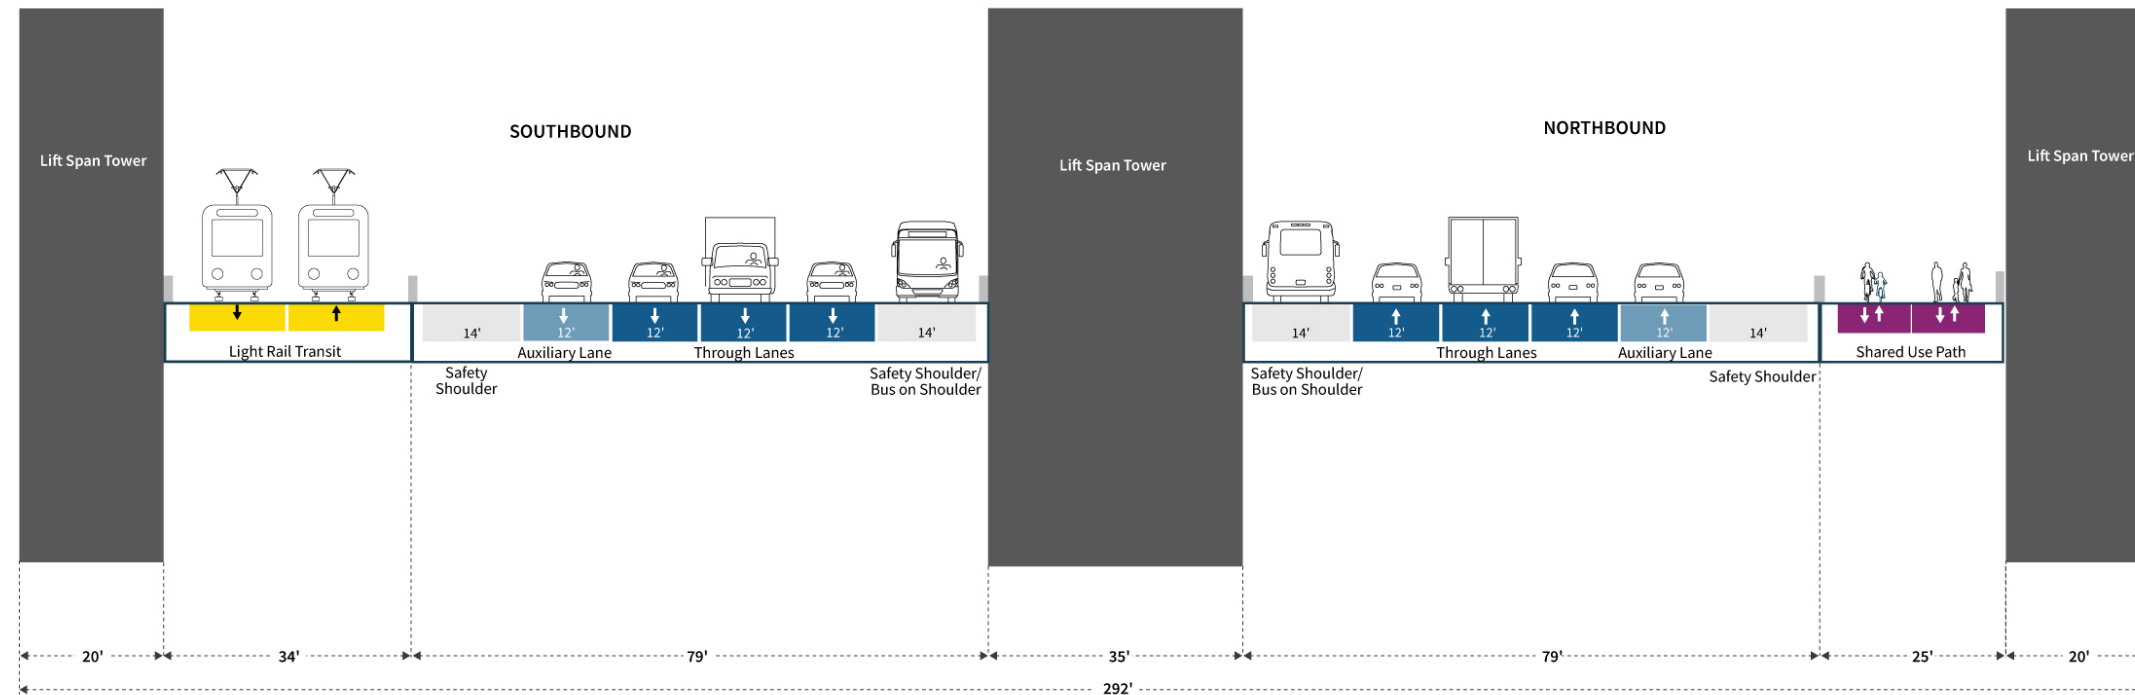 SOUTHBOUND
NORTHBOUND
Lift Span Tower
Lift Span Tower
Lift Span Tower
14'
12'
12'
12'
12'
14'
14'
12'
12'
12'
12'
14'
Light Rail Transit
Auxiliary Lane
Through Lanes
Through Lanes
Auxiliary Lane
Shared Use Path
Safety
Shoulder
Safety Shoulder/
Bus on Shoulder
Safety Shoulder/
Bus on Shoulder
Safety Shoulder
20'
34'
79'
35'
79'
25'
20'
292'